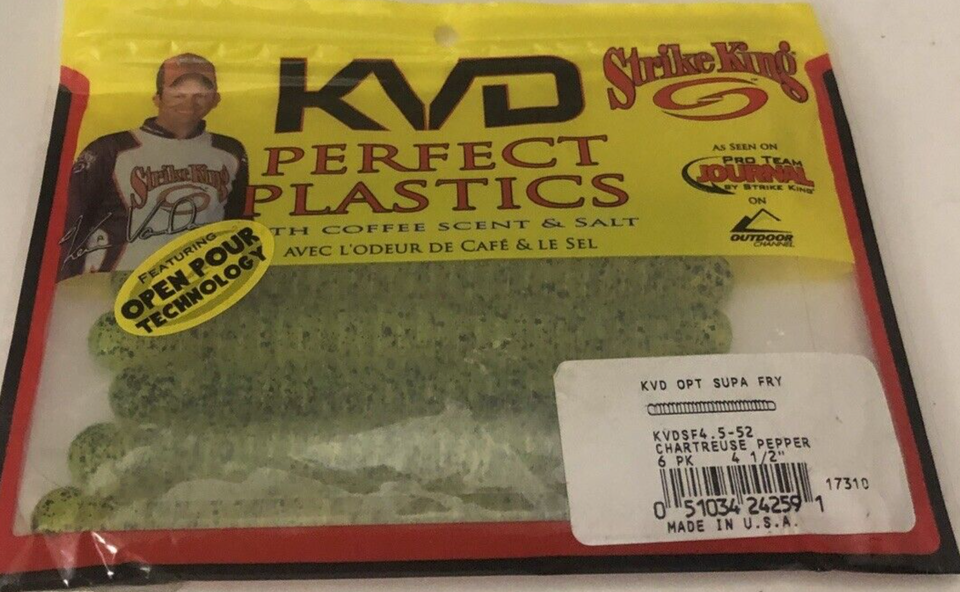 KVD
Strike King
PERFECT
PLASTICS
TH COFFEE SCENT & SALT
AVEC L'ODEUR DE CAFÉ & LE SEL
AS SEEN ON
PRO TEAM
JOURNAL
BY STRIKE KING
ON
OUTDOOR
CHANNEL
Strike King
FEATURING
OPEN POUR
TECHNOLOGY
KVD OPT SUPA FRY
KVDSF4.5-52
CHARTREUSE PEPPER
6 PK 4 1/2"
17310
0 51034 24259 1
MADE IN U.S.A.